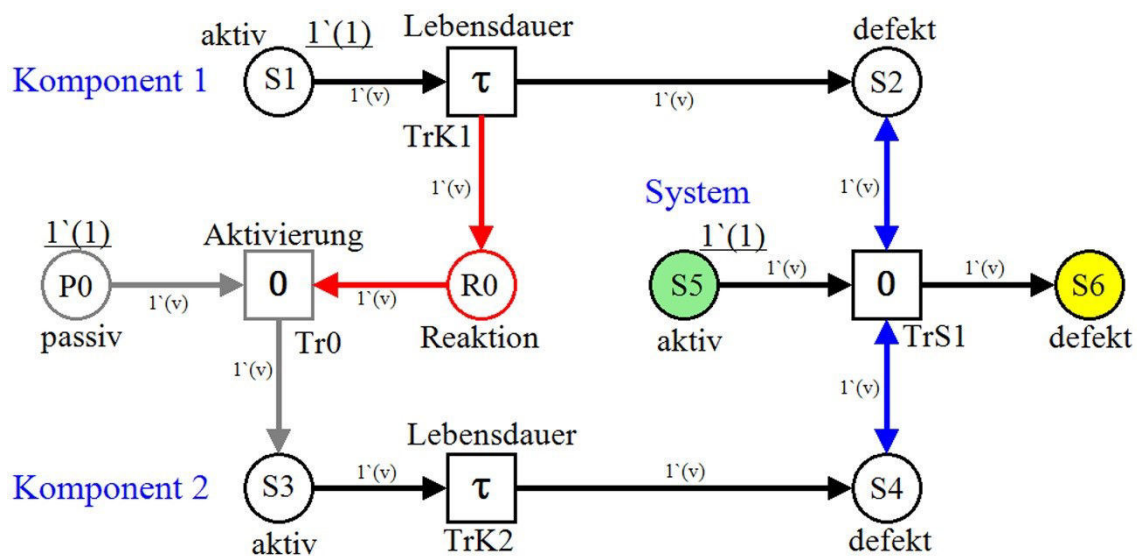 aktiv 1`(1) Lebensdauer defekt
Komponent 1 S1 1`(v) τ 1`(v) S2
TrK1
1`(v) System 1`(v)
1`(1) Aktivierung 1`(1)
P0 1`(v) 0 1`(v) R0 S5 1`(v) 0 1`(v) S6
passiv Tr0 Reaktion aktiv TrS1 defekt
1`(v) 1`(v)
Lebensdauer
Komponent 2 S3 1`(v) τ 1`(v) S4
aktiv TrK2 defekt